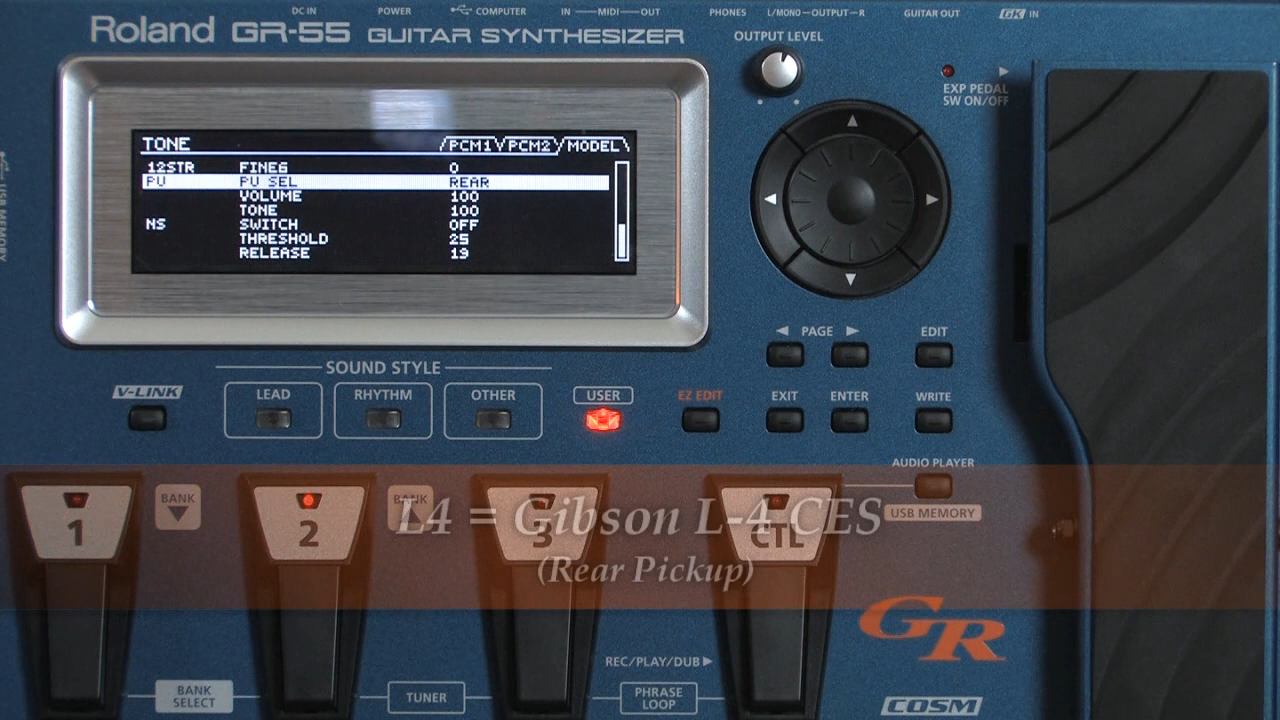 DC IN POWER COMPUTER IN MIDI OUT PHONES L/MONO-OUTPUT-R GUITAR OUT GK IN
Roland GR-55 GUITAR SYNTHESIZER
OUTPUT LEVEL
EXP PEDAL
SW ON/OFF
USB MEMORY
TONE PCM1 PCM2 MODEL
12STR FINE6 0
PU PU SEL REAR
VOLUME 100
TONE 100
NS SWITCH OFF
THRESHOLD 25
RELEASE 19
PAGE EDIT
SOUND STYLE
V-LINK LEAD RHYTHM OTHER USER EZ EDIT EXIT ENTER WRITE
AUDIO PLAYER
USB MEMORY
BANK BANK
1 2 3 CTL
L4 = Gibson L-4 CES
(Rear Pickup)
GR
REC/PLAY/DUB
BANK
SELECT
TUNER
PHRASE
LOOP
COSM